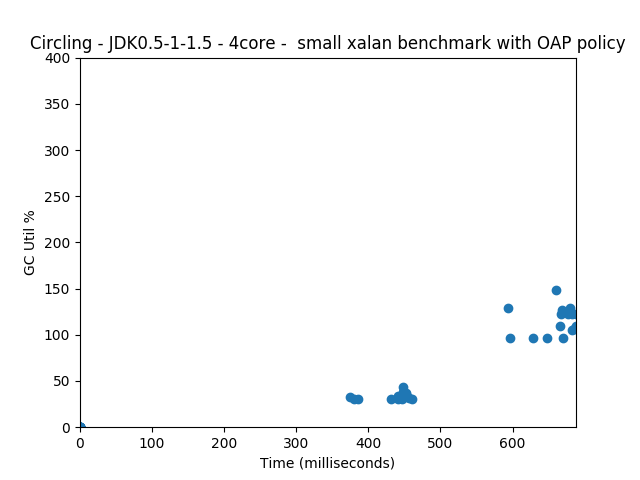 Circling - JDK0.5-1-1.5 - 4core -  small xalan benchmark with OAP policy
400
350
300
250
200
150
100
50
0
GC Util %
0 100 200 300 400 500 600
Time (milliseconds)